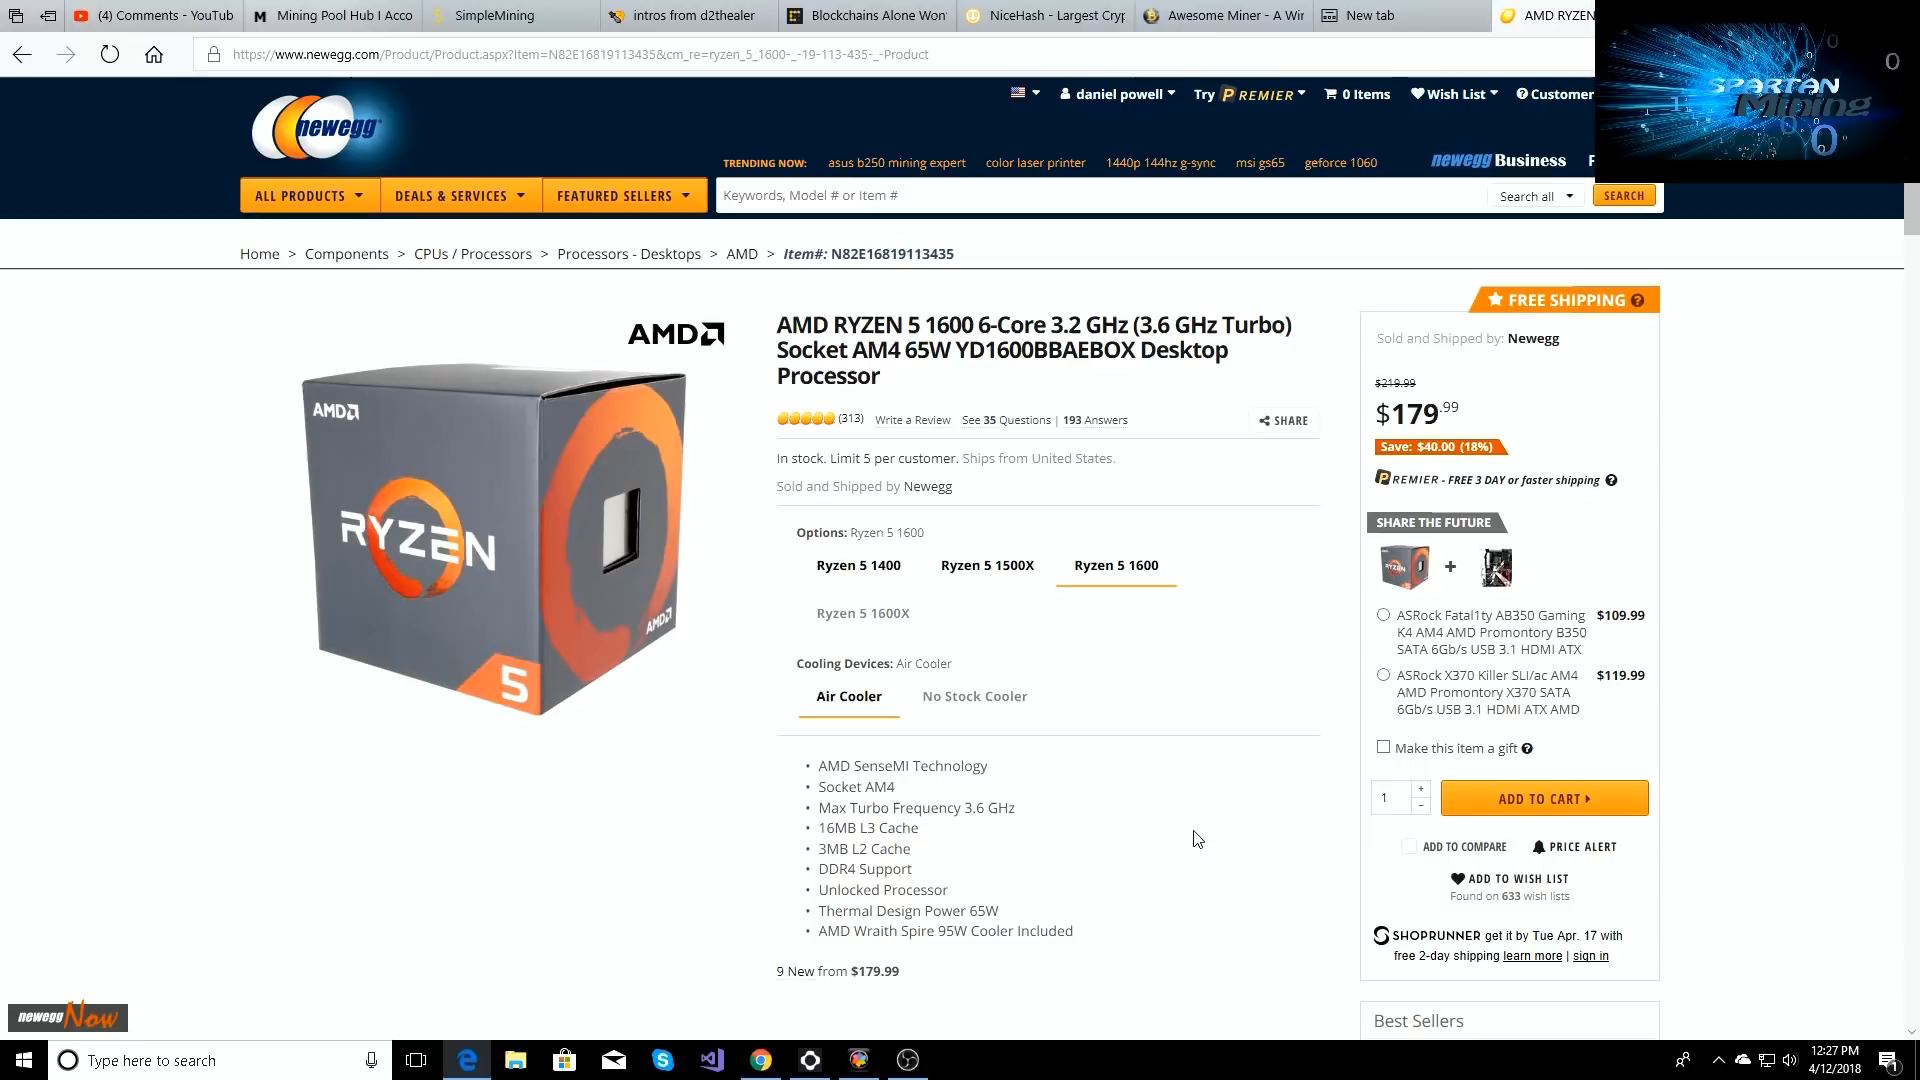 (4) Comments - YouTub
Mining Pool Hub I Acco
SimpleMining
intros from d2thealer
Blockchains Alone Won'
NiceHash - Largest Cryp
Awesome Miner - A Wir
New tab
AMD RYZEN
https://www.newegg.com/Product/Product.aspx?Item=N82E16819113435&cm_re=ryzen_5_1600-_-19-113-435-_-Product
SPARTAN
Mining
newegg
daniel powell
Try PREMIER
0 Items
Wish List
Customer
TRENDING NOW: asus b250 mining expert color laser printer 1440p 144hz g-sync msi gs65 geforce 1060
newegg Business
ALL PRODUCTS
DEALS & SERVICES
FEATURED SELLERS
Keywords, Model # or Item #
Search all
SEARCH
Home > Components > CPUs / Processors > Processors - Desktops > AMD > Item#: N82E16819113435
AMD
AMD
RYZEN
AMD
5
AMD RYZEN 5 1600 6-Core 3.2 GHz (3.6 GHz Turbo)
Socket AM4 65W YD1600BBAEBOX Desktop
Processor
(313) Write a Review See 35 Questions | 193 Answers
SHARE
In stock. Limit 5 per customer. Ships from United States.
Sold and Shipped by Newegg
Options: Ryzen 5 1600
Ryzen 5 1400
Ryzen 5 1500X
Ryzen 5 1600
Ryzen 5 1600X
Cooling Devices: Air Cooler
Air Cooler
No Stock Cooler
• AMD SenseMI Technology
• Socket AM4
• Max Turbo Frequency 3.6 GHz
• 16MB L3 Cache
• 3MB L2 Cache
• DDR4 Support
• Unlocked Processor
• Thermal Design Power 65W
• AMD Wraith Spire 95W Cooler Included
9 New from $179.99
FREE SHIPPING ?
Sold and Shipped by: Newegg
$219.99
$179.99
Save: $40.00 (18%)
PREMIER - FREE 3 DAY or faster shipping ?
SHARE THE FUTURE
RYZEN
+
ASRock Fatal1ty AB350 Gaming $109.99
K4 AM4 AMD Promontory B350
SATA 6Gb/s USB 3.1 HDMI ATX
ASRock X370 Killer SLI/ac AM4 $119.99
AMD Promontory X370 SATA
6Gb/s USB 3.1 HDMI ATX AMD
Make this item a gift ?
1
+
-
ADD TO CART
ADD TO COMPARE
PRICE ALERT
ADD TO WISH LIST
Found on 633 wish lists
SHOPRUNNER get it by Tue Apr. 17 with
free 2-day shipping learn more | sign in
Best Sellers
newegg Now
Type here to search
12:27 PM
4/12/2018
1